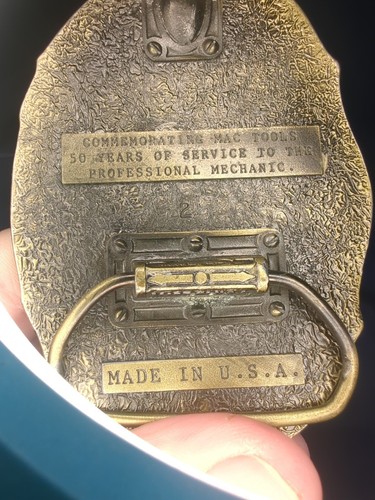 COMMEMORATING MAC TOOLS
50 YEARS OF SERVICE TO THE
PROFESSIONAL MECHANIC.
2
MADE IN U.S.A.